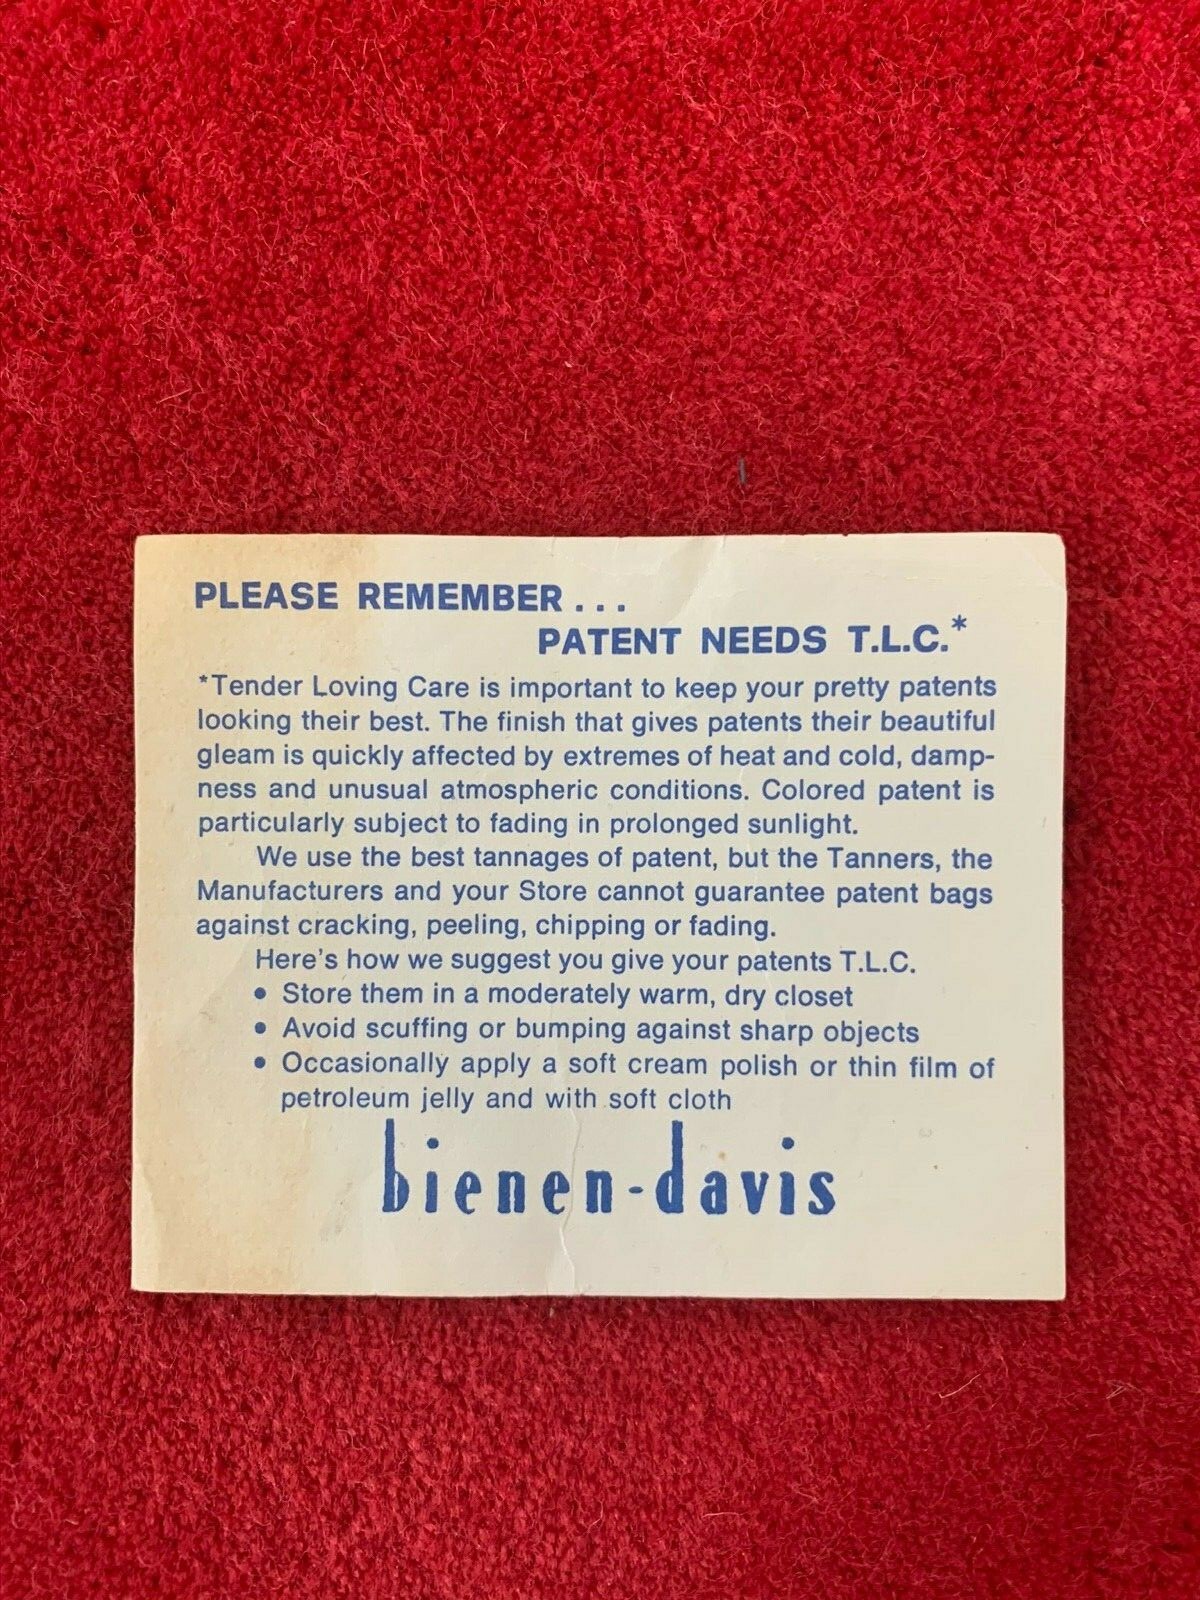 PLEASE REMEMBER...
PATENT NEEDS T.L.C.*
*Tender Loving Care is important to keep your pretty patents
looking their best. The finish that gives patents their beautiful
gleam is quickly affected by extremes of heat and cold, damp-
ness and unusual atmospheric conditions. Colored patent is
particularly subject to fading in prolonged sunlight.
We use the best tannages of patent, but the Tanners, the
Manufacturers and your Store cannot guarantee patent bags
against cracking, peeling, chipping or fading.
Here's how we suggest you give your patents T.L.C.
• Store them in a moderately warm, dry closet
• Avoid scuffing or bumping against sharp objects
• Occasionally apply a soft cream polish or thin film of
petroleum jelly and with soft cloth
bienen-davis